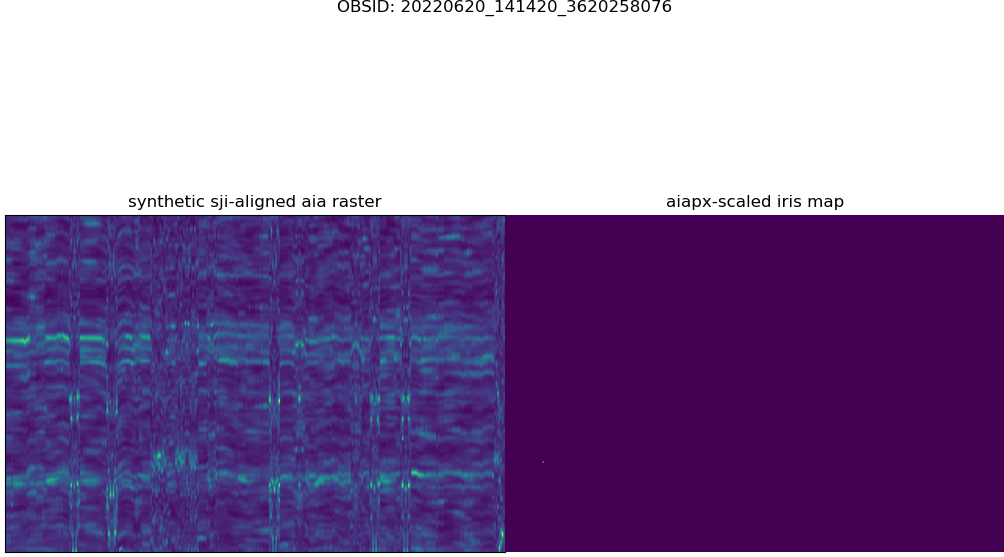 OBSID: 20220620_141420_3620258076
synthetic sji-aligned aia raster
aiapx-scaled iris map